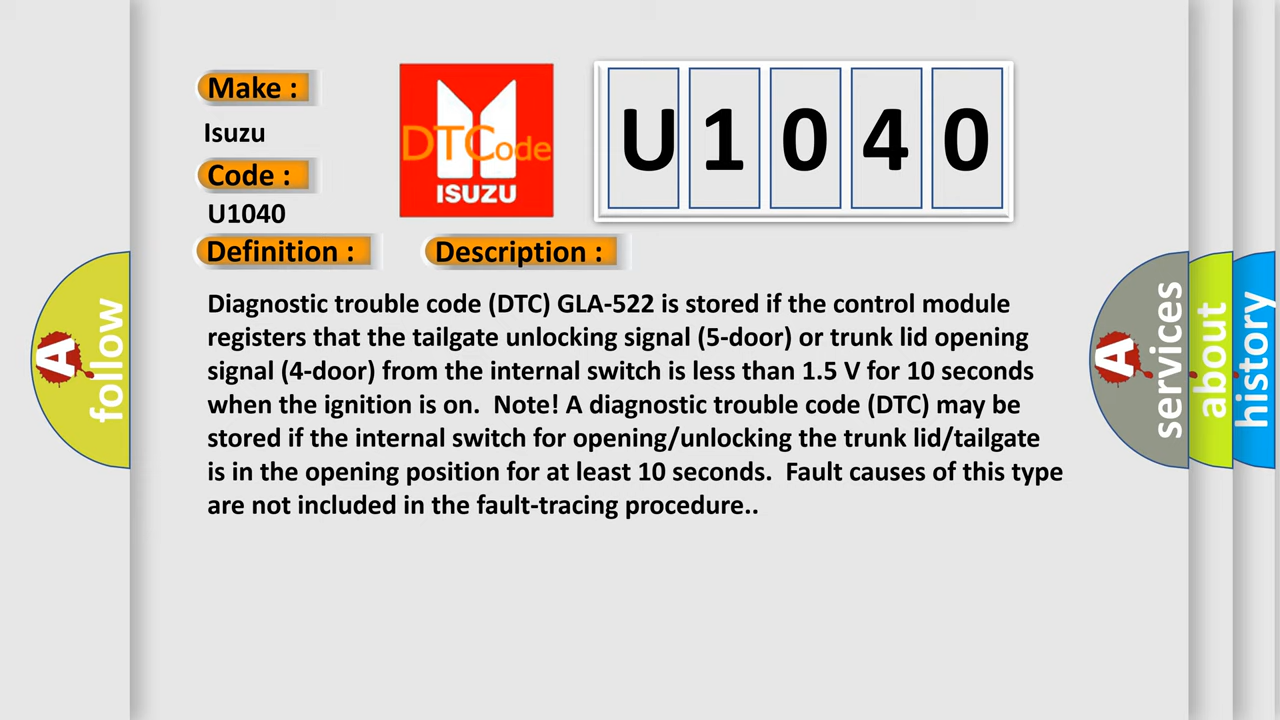 Make :
Isuzu
Code :
U1040
Definition :
Description :
DTCode
ISUZU
U1040
Diagnostic trouble code (DTC) GLA-522 is stored if the control module
registers that the tailgate unlocking signal (5-door) or trunk lid opening
signal (4-door) from the internal switch is less than 1.5 V for 10 seconds
when the ignition is on.  Note! A diagnostic trouble code (DTC) may be
stored if the internal switch for opening/unlocking the trunk lid/tailgate
is in the opening position for at least 10 seconds.  Fault causes of this type
are not included in the fault-tracing procedure..
A follow
A services
about
history